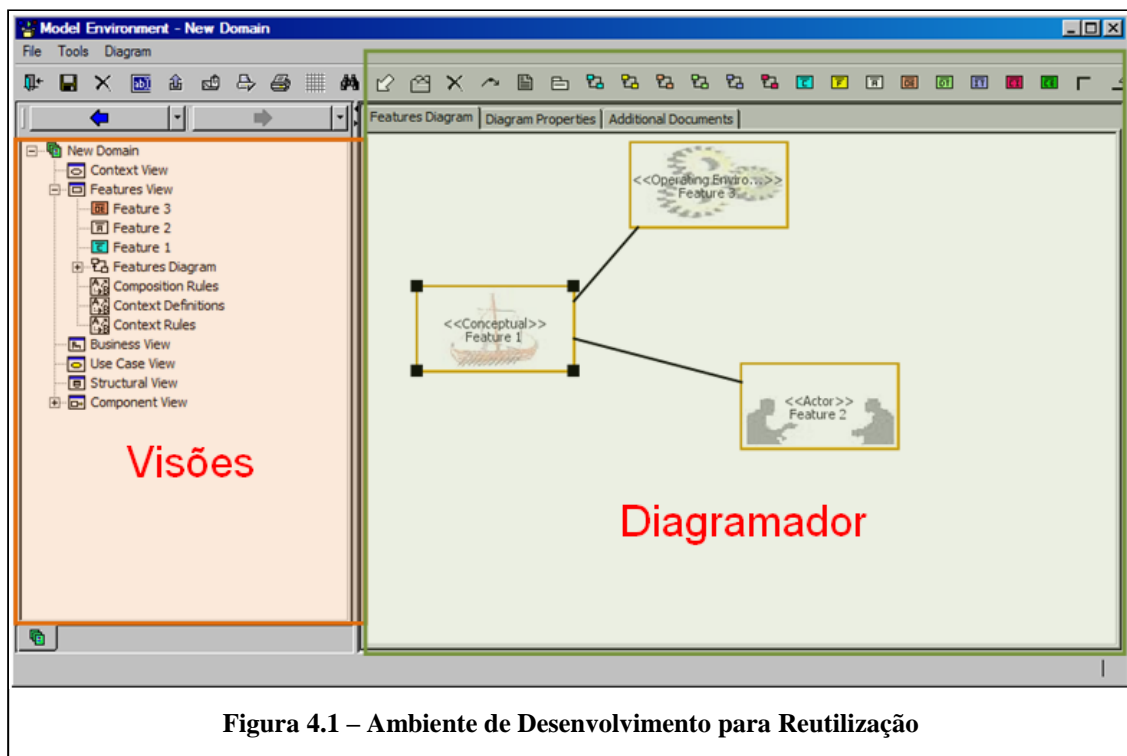 Model Environment - New Domain
File Tools Diagram
Features Diagram Diagram Properties Additional Documents
New Domain
Context View
Features View
Feature 3
Feature 2
Feature 1
Features Diagram
Composition Rules
Context Definitions
Context Rules
Business View
Use Case View
Structural View
Component View
Visões
<<Operating Enviro...>>
Feature 3
<<Conceptual>>
Feature 1
<<Actor>>
Feature 2
Diagramador
Figura 4.1 – Ambiente de Desenvolvimento para Reutilização